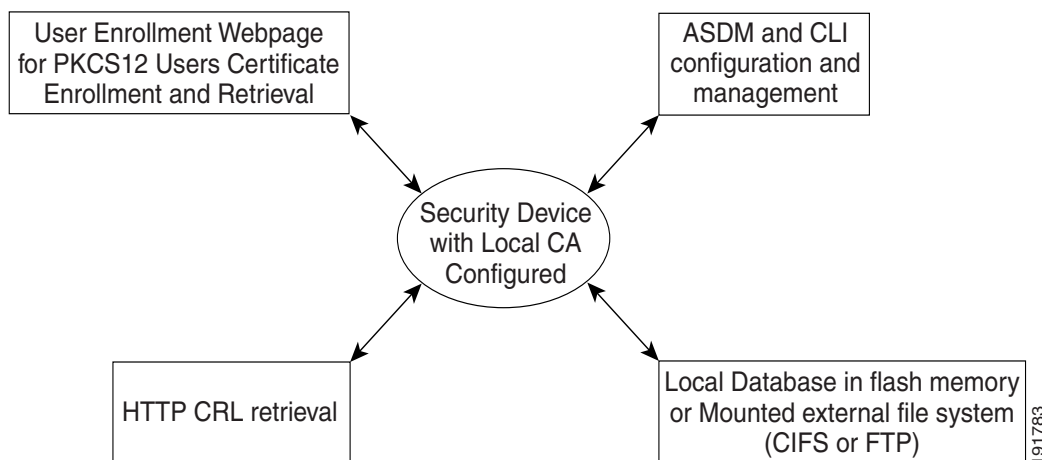 User Enrollment Webpage
for PKCS12 Users Certificate
Enrollment and Retrieval
ASDM and CLI
configuration and
management
Security Device
with Local CA
Configured
HTTP CRL retrieval
Local Database in flash memory
or Mounted external file system
(CIFS or FTP)
191783